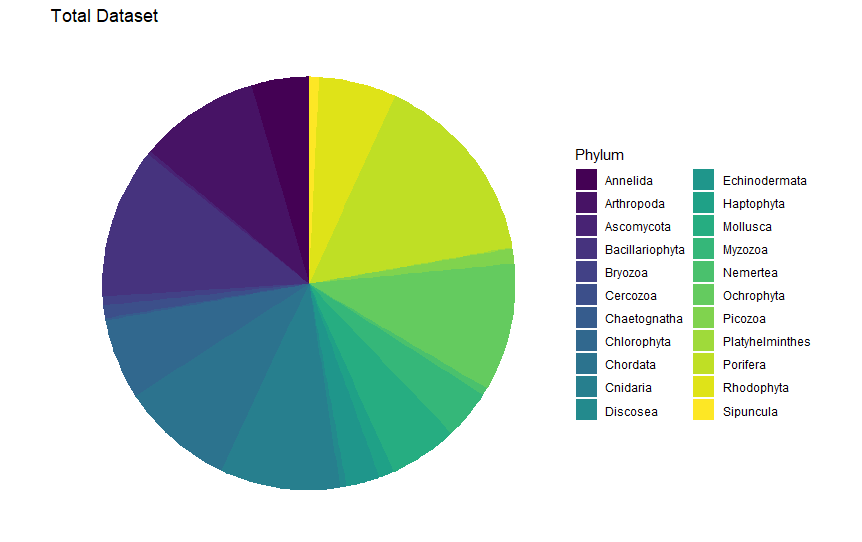 Total Dataset
Phylum
Annelida
Arthropoda
Ascomycota
Bacillariophyta
Bryozoa
Cercozoa
Chaetognatha
Chlorophyta
Chordata
Cnidaria
Discosea
Echinodermata
Haptophyta
Mollusca
Myzozoa
Nemertea
Ochrophyta
Picozoa
Platyhelminthes
Porifera
Rhodophyta
Sipuncula